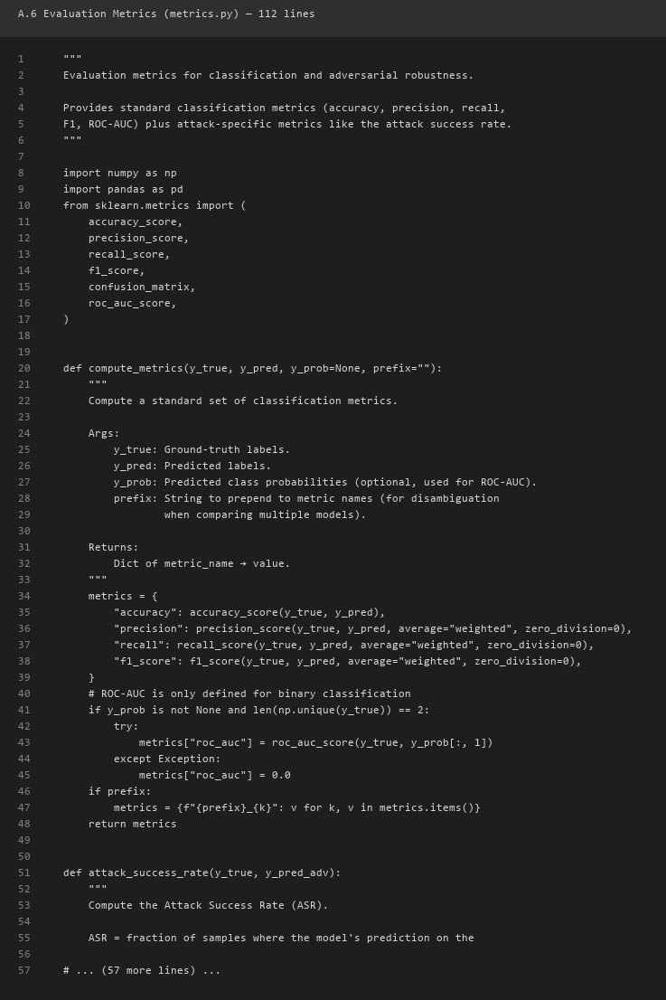 A.6 Evaluation Metrics (metrics.py) — 112 lines
1 """
2 Evaluation metrics for classification and adversarial robustness.
3
4 Provides standard classification metrics (accuracy, precision, recall,
5 F1, ROC-AUC) plus attack-specific metrics like the attack success rate.
6 """
7
8 import numpy as np
9 import pandas as pd
10 from sklearn.metrics import (
11     accuracy_score,
12     precision_score,
13     recall_score,
14     f1_score,
15     confusion_matrix,
16     roc_auc_score,
17 )
18
19
20 def compute_metrics(y_true, y_pred, y_prob=None, prefix=""):
21     """
22     Compute a standard set of classification metrics.
23
24     Args:
25         y_true: Ground-truth labels.
26         y_pred: Predicted labels.
27         y_prob: Predicted class probabilities (optional, used for ROC-AUC).
28         prefix: String to prepend to metric names (for disambiguation
29                 when comparing multiple models).
30
31     Returns:
32         Dict of metric_name → value.
33     """
34     metrics = {
35         "accuracy": accuracy_score(y_true, y_pred),
36         "precision": precision_score(y_true, y_pred, average="weighted", zero_division=0),
37         "recall": recall_score(y_true, y_pred, average="weighted", zero_division=0),
38         "f1_score": f1_score(y_true, y_pred, average="weighted", zero_division=0),
39     }
40     # ROC-AUC is only defined for binary classification
41     if y_prob is not None and len(np.unique(y_true)) == 2:
42         try:
43             metrics["roc_auc"] = roc_auc_score(y_true, y_prob[:, 1])
44         except Exception:
45             metrics["roc_auc"] = 0.0
46     if prefix:
47         metrics = {f"{prefix}_{k}": v for k, v in metrics.items()}
48     return metrics
49
50
51 def attack_success_rate(y_true, y_pred_adv):
52     """
53     Compute the Attack Success Rate (ASR).
54
55     ASR = fraction of samples where the model's prediction on the
56
57 # ... (57 more lines) ...